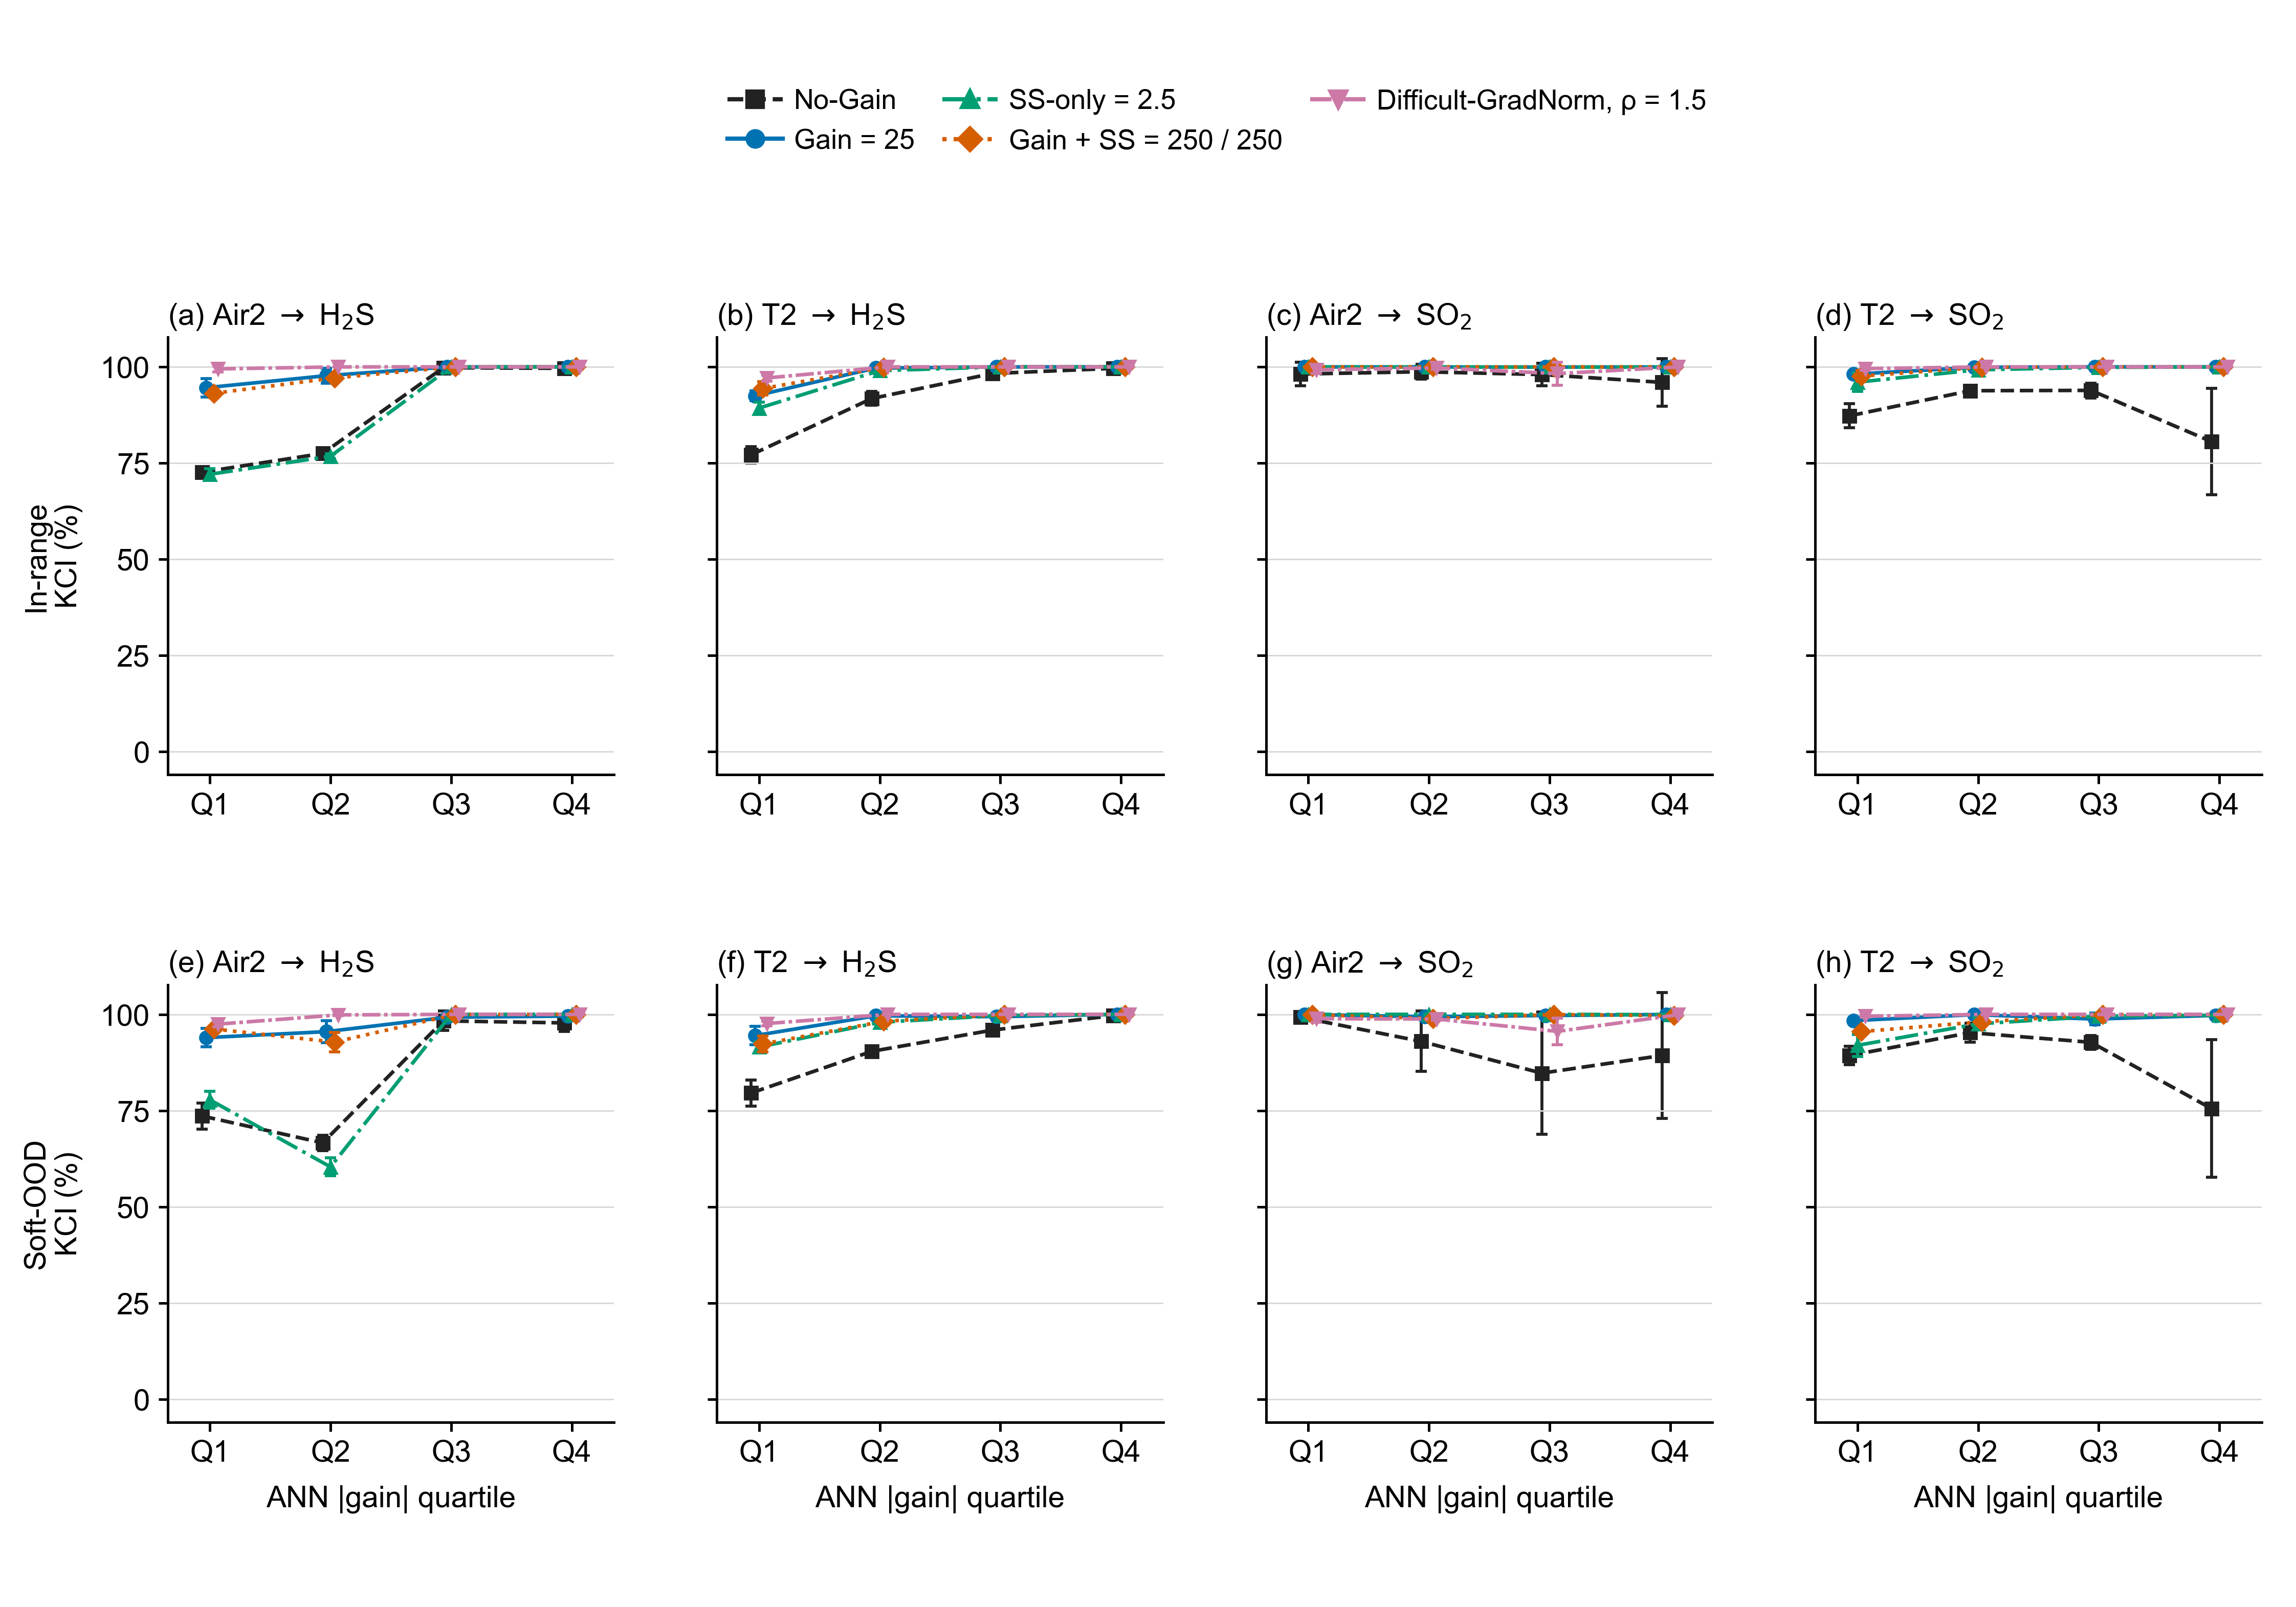 No-Gain
SS-only = 2.5
Difficult-GradNorm, ρ = 1.5
Gain = 25
Gain + SS = 250 / 250
(a) Air2 → H₂S
(b) T2 → H₂S
(c) Air2 → SO₂
(d) T2 → SO₂
In-range
KCI (%)
100
75
50
25
0
Q1 Q2 Q3 Q4
Q1 Q2 Q3 Q4
Q1 Q2 Q3 Q4
Q1 Q2 Q3 Q4
(e) Air2 → H₂S
(f) T2 → H₂S
(g) Air2 → SO₂
(h) T2 → SO₂
Soft-OOD
KCI (%)
100
75
50
25
0
Q1 Q2 Q3 Q4
Q1 Q2 Q3 Q4
Q1 Q2 Q3 Q4
Q1 Q2 Q3 Q4
ANN |gain| quartile
ANN |gain| quartile
ANN |gain| quartile
ANN |gain| quartile